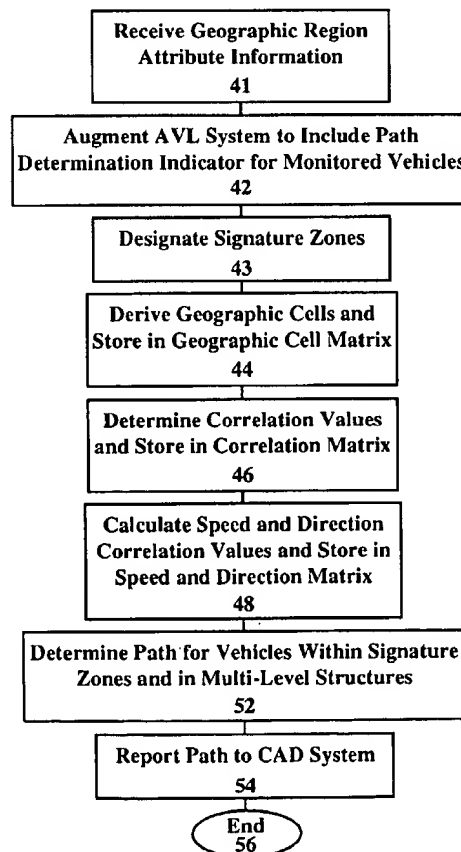 Receive Geographic Region
Attribute Information
41
Augment AVL System to Include Path
Determination Indicator for Monitored Vehicles
42
Designate Signature Zones
43
Derive Geographic Cells and
Store in Geographic Cell Matrix
44
Determine Correlation Values
and Store in Correlation Matrix
46
Calculate Speed and Direction
Correlation Values and Store in
Speed and Direction Matrix
48
Determine Path for Vehicles Within Signature
Zones and in Multi-Level Structures
52
Report Path to CAD System
54
End
56